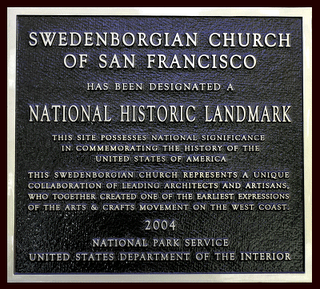 SWEDENBORGIAN CHURCH
OF SAN FRANCISCO
HAS BEEN DESIGNATED A
NATIONAL HISTORIC LANDMARK
THIS SITE POSSESSES NATIONAL SIGNIFICANCE
IN COMMEMORATING THE HISTORY OF THE
UNITED STATES OF AMERICA
THIS SWEDENBORGIAN CHURCH REPRESENTS A UNIQUE
COLLABORATION OF LEADING ARCHITECTS AND ARTISANS,
WHO TOGETHER CREATED ONE OF THE EARLIEST EXPRESSIONS
OF THE ARTS & CRAFTS MOVEMENT ON THE WEST COAST.
2004
NATIONAL PARK SERVICE
UNITED STATES DEPARTMENT OF THE INTERIOR